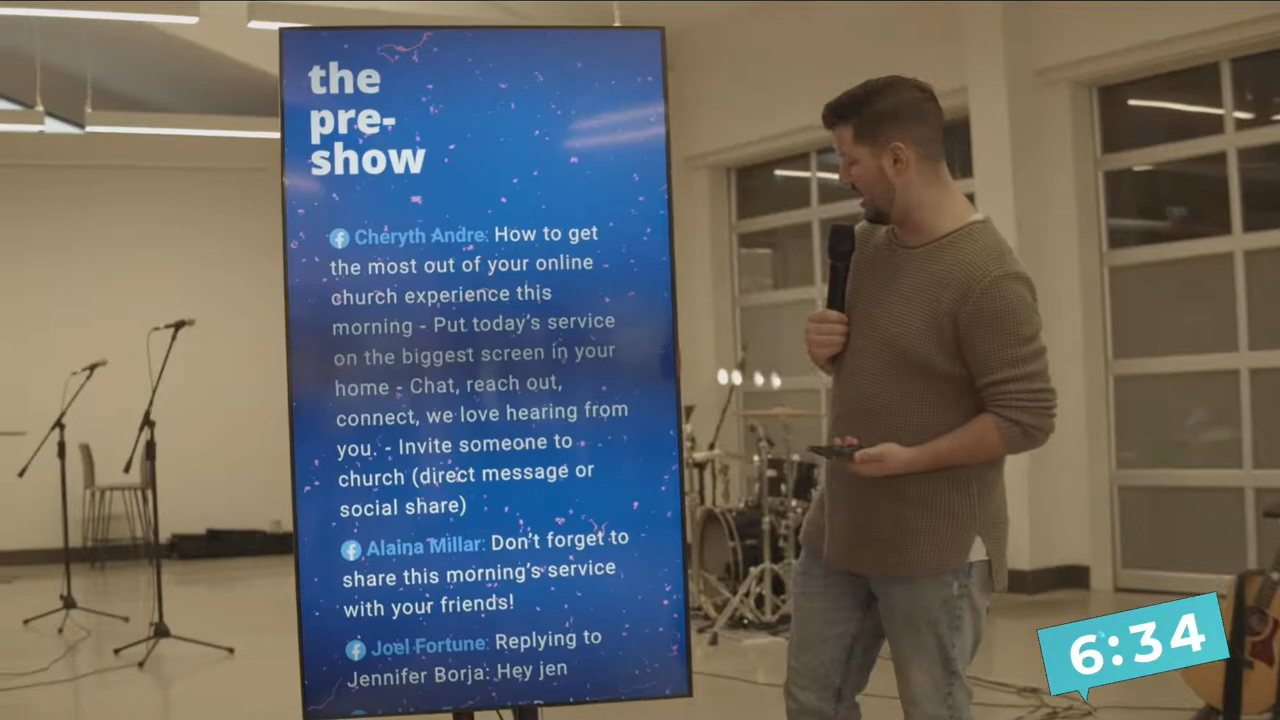 the
pre-
show
Cheryth Andre: How to get
the most out of your online
church experience this
morning - Put today's service
on the biggest screen in your
home - Chat, reach out,
connect, we love hearing from
you. - Invite someone to
church (direct message or
social share)
Alaina Millar: Don't forget to
share this morning's service
with your friends!
Joel Fortune: Replying to
Jennifer Borja: Hey jen
6:34